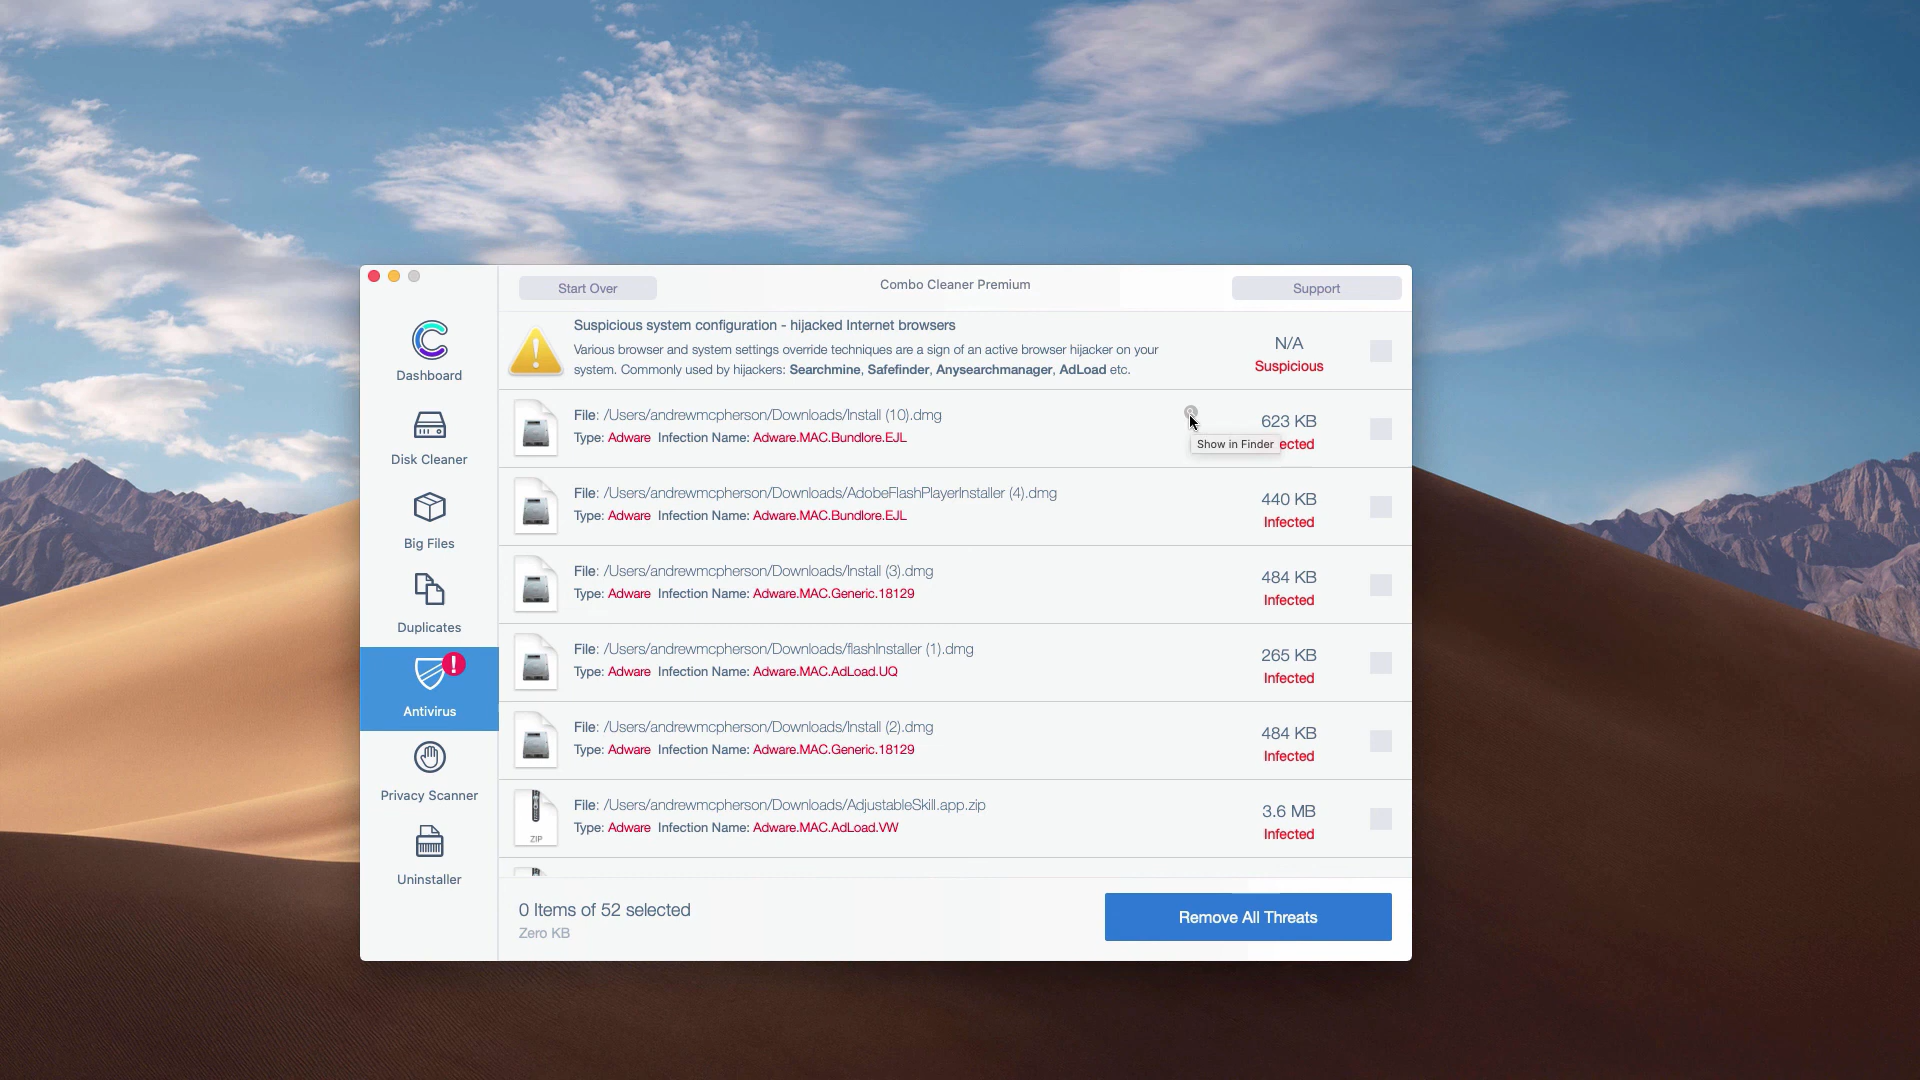 Start Over
Combo Cleaner Premium
Support
Dashboard
Disk Cleaner
Big Files
Duplicates
Antivirus
Privacy Scanner
Uninstaller
Suspicious system configuration - hijacked Internet browsers
Various browser and system settings override techniques are a sign of an active browser hijacker on your
system. Commonly used by hijackers: Searchmine, Safefinder, Anysearchmanager, AdLoad etc.
N/A
Suspicious
File: /Users/andrewmcpherson/Downloads/Install (10).dmg
Type: Adware Infection Name: Adware.MAC.Bundlore.EJL
623 KB
Show in Finder
ected
File: /Users/andrewmcpherson/Downloads/AdobeFlashPlayerInstaller (4).dmg
Type: Adware Infection Name: Adware.MAC.Bundlore.EJL
440 KB
Infected
File: /Users/andrewmcpherson/Downloads/Install (3).dmg
Type: Adware Infection Name: Adware.MAC.Generic.18129
484 KB
Infected
File: /Users/andrewmcpherson/Downloads/flashInstaller (1).dmg
Type: Adware Infection Name: Adware.MAC.AdLoad.UQ
265 KB
Infected
File: /Users/andrewmcpherson/Downloads/Install (2).dmg
Type: Adware Infection Name: Adware.MAC.Generic.18129
484 KB
Infected
ZIP
File: /Users/andrewmcpherson/Downloads/AdjustableSkill.app.zip
Type: Adware Infection Name: Adware.MAC.AdLoad.VW
3.6 MB
Infected
0 Items of 52 selected
Zero KB
Remove All Threats